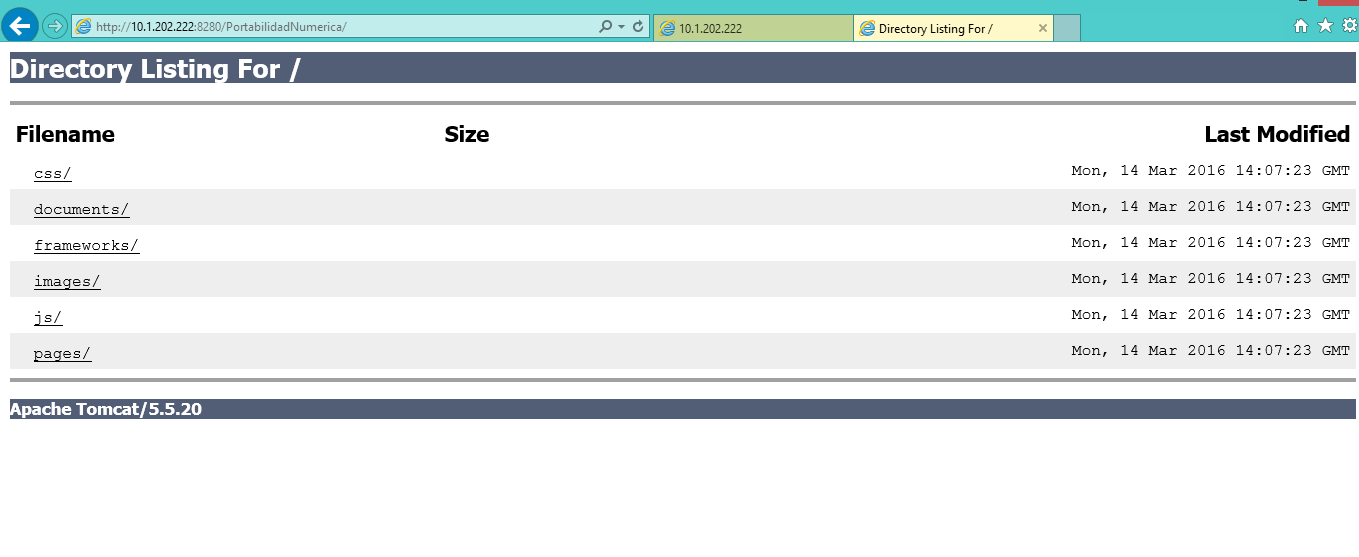 http://10.1.202.222:8280/PortabilidadNumerica/
10.1.202.222
Directory Listing For /
Directory Listing For /
Filename Size Last Modified
css/ Mon, 14 Mar 2016 14:07:23 GMT
documents/ Mon, 14 Mar 2016 14:07:23 GMT
frameworks/ Mon, 14 Mar 2016 14:07:23 GMT
images/ Mon, 14 Mar 2016 14:07:23 GMT
js/ Mon, 14 Mar 2016 14:07:23 GMT
pages/ Mon, 14 Mar 2016 14:07:23 GMT
Apache Tomcat/5.5.20